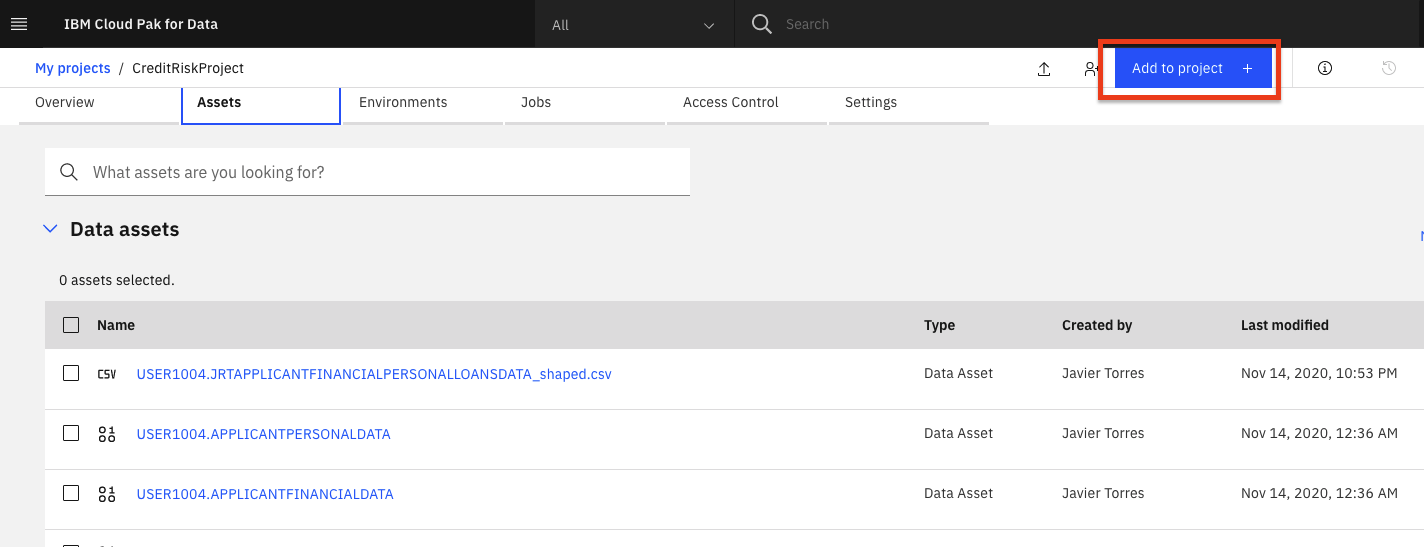 IBM Cloud Pak for Data All Search
My projects / CreditRiskProject Add to project +
Overview Assets Environments Jobs Access Control Settings
What assets are you looking for?
Data assets
0 assets selected.
Name Type Created by Last modified
CSV USER1004.JRTAPPLICANTFINANCIALPERSONALLOANSDATA_shaped.csv Data Asset Javier Torres Nov 14, 2020, 10:53 PM
USER1004.APPLICANTPERSONALDATA Data Asset Javier Torres Nov 14, 2020, 12:36 AM
USER1004.APPLICANTFINANCIALDATA Data Asset Javier Torres Nov 14, 2020, 12:36 AM